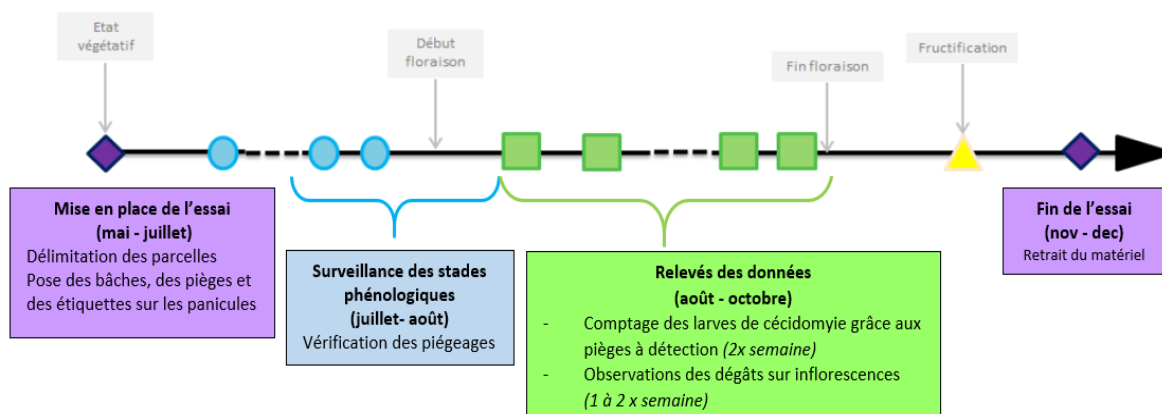 Etat
végétatif
Début
floraison
Fin floraison
Fructification
Mise en place de l’essai
(mai - juillet)
Délimitation des parcelles
Pose des bâches, des pièges et
des étiquettes sur les panicules
Surveillance des stades
phénologiques
(juillet- août)
Vérification des piégeages
Relevés des données
(août - octobre)
- Comptage des larves de cécidomyie grâce aux
pièges à détection (2x semaine)
- Observations des dégâts sur inflorescences
(1 à 2 x semaine)
Fin de l’essai
(nov - dec)
Retrait du matériel